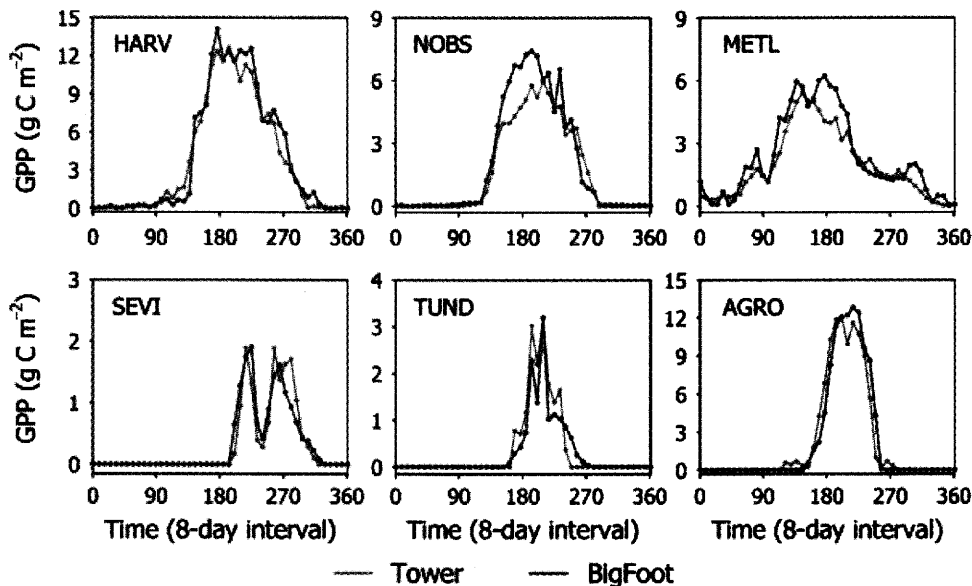 HARV
NOBS
METL
GPP (g C m⁻²)
15
12
9
6
3
0
9
6
3
0
9
6
3
0
0 90 180 270 360
0 90 180 270 360
0 90 180 270 360
SEVI
TUND
AGRO
GPP (g C m⁻²)
3
2
1
0
4
3
2
1
0
15
12
9
6
3
0
0 90 180 270 360
0 90 180 270 360
0 90 180 270 360
Time (8-day interval)
Time (8-day interval)
Time (8-day interval)
Tower
BigFoot